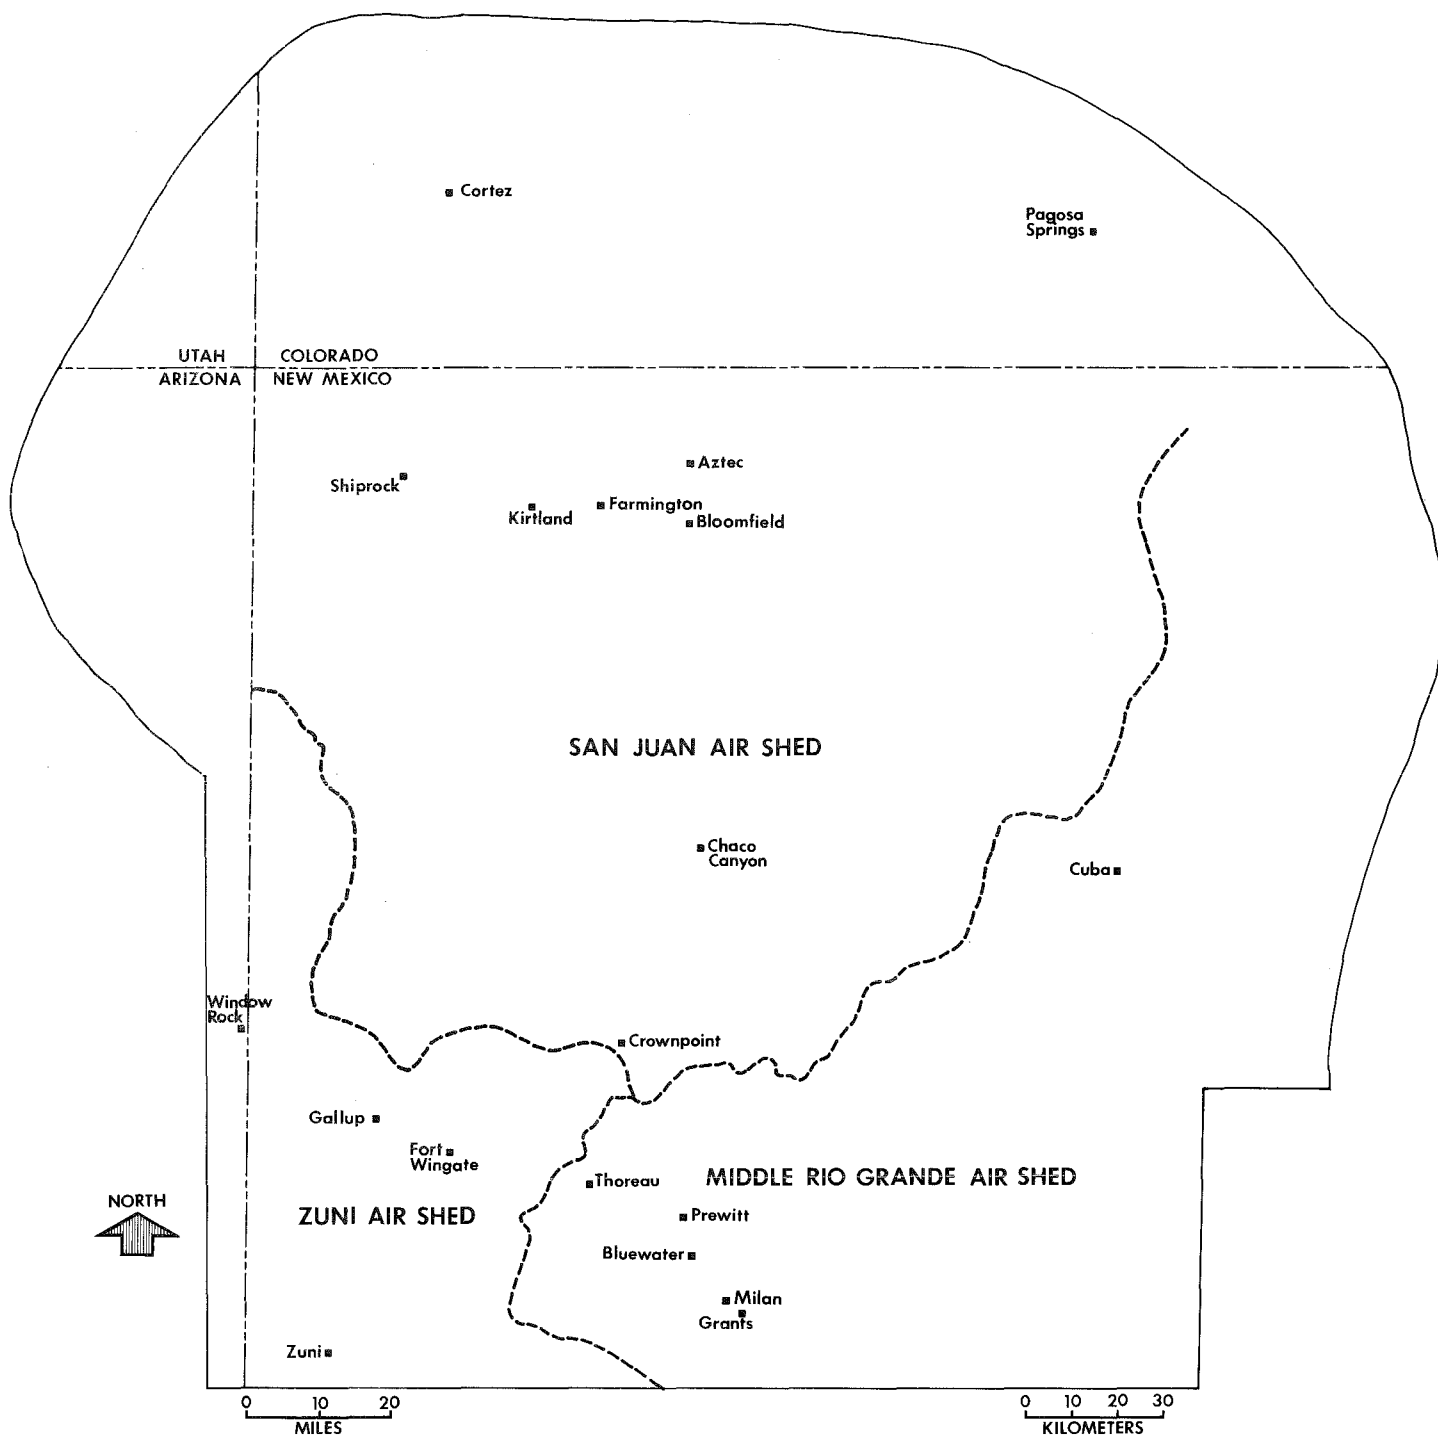 Cortez
Pagosa
Springs
UTAH COLORADO
ARIZONA NEW MEXICO
Aztec
Shiprock
Farmington
Kirtland
Bloomfield
SAN JUAN AIR SHED
Chaco
Canyon
Cuba
Window
Rock
Crownpoint
Gallup
Fort
Wingate
Thoreau
MIDDLE RIO GRANDE AIR SHED
NORTH
ZUNI AIR SHED
Prewitt
Bluewater
Milan
Grants
Zuni
0 10 20
MILES
0 10 20 30
KILOMETERS